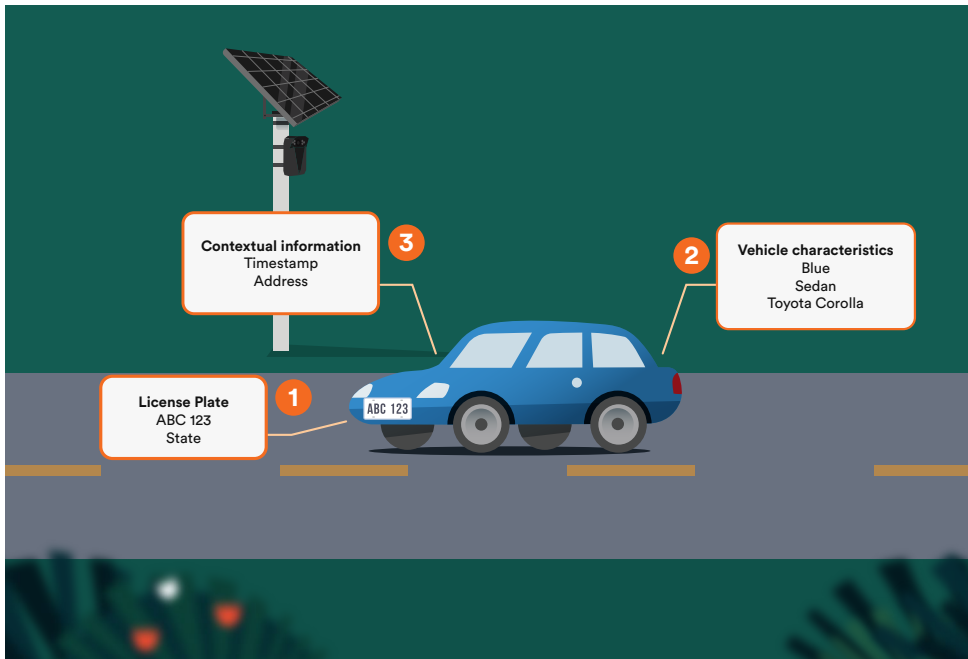 3
Contextual information
Timestamp
Address
2
Vehicle characteristics
Blue
Sedan
Toyota Corolla
1
License Plate
ABC 123
State
ABC 123